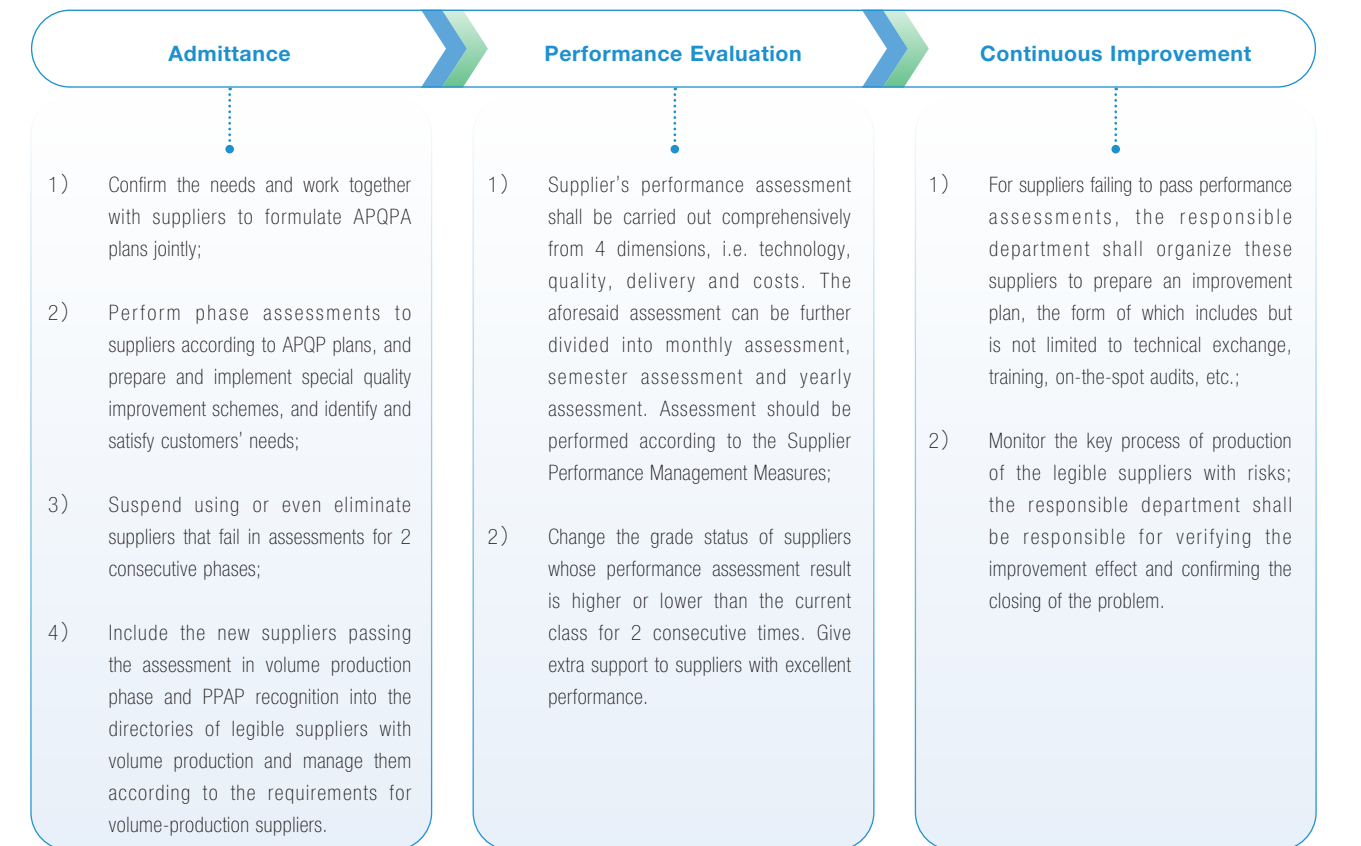 Admittance
Performance Evaluation
Continuous Improvement
1) Confirm the needs and work together
with suppliers to formulate APQPA
plans jointly;
2) Perform phase assessments to
suppliers according to APQP plans, and
prepare and implement special quality
improvement schemes, and identify and
satisfy customers' needs;
3) Suspend using or even eliminate
suppliers that fail in assessments for 2
consecutive phases;
4) Include the new suppliers passing
the assessment in volume production
phase and PPAP recognition into the
directories of legible suppliers with
volume production and manage them
according to the requirements for
volume-production suppliers.
1) Supplier's performance assessment
shall be carried out comprehensively
from 4 dimensions, i.e. technology,
quality, delivery and costs. The
aforesaid assessment can be further
divided into monthly assessment,
semester assessment and yearly
assessment. Assessment should be
performed according to the Supplier
Performance Management Measures;
2) Change the grade status of suppliers
whose performance assessment result
is higher or lower than the current
class for 2 consecutive times. Give
extra support to suppliers with excellent
performance.
1) For suppliers failing to pass performance
assessments, the responsible
department shall organize these
suppliers to prepare an improvement
plan, the form of which includes but
is not limited to technical exchange,
training, on-the-spot audits, etc.;
2) Monitor the key process of production
of the legible suppliers with risks;
the responsible department shall
be responsible for verifying the
improvement effect and confirming the
closing of the problem.